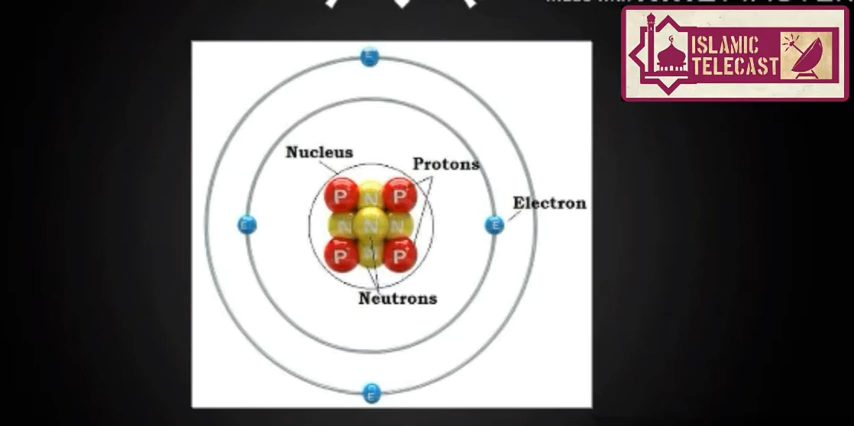 ISLAMIC
TELECAST
Nucleus
Protons
Electron
Neutrons
E
E
E
E
P
N
P
N
N
N
P
P